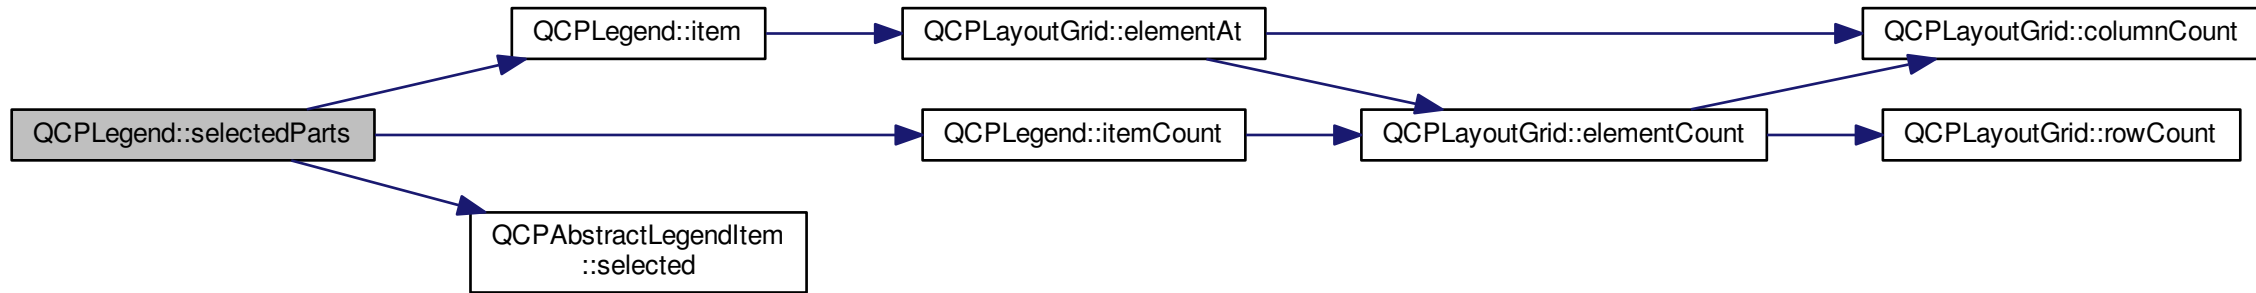 QCPLegend::item
QCPLayoutGrid::elementAt
QCPLayoutGrid::columnCount
QCPLegend::selectedParts
QCPLegend::itemCount
QCPLayoutGrid::elementCount
QCPLayoutGrid::rowCount
QCPAbstractLegendItem
::selected